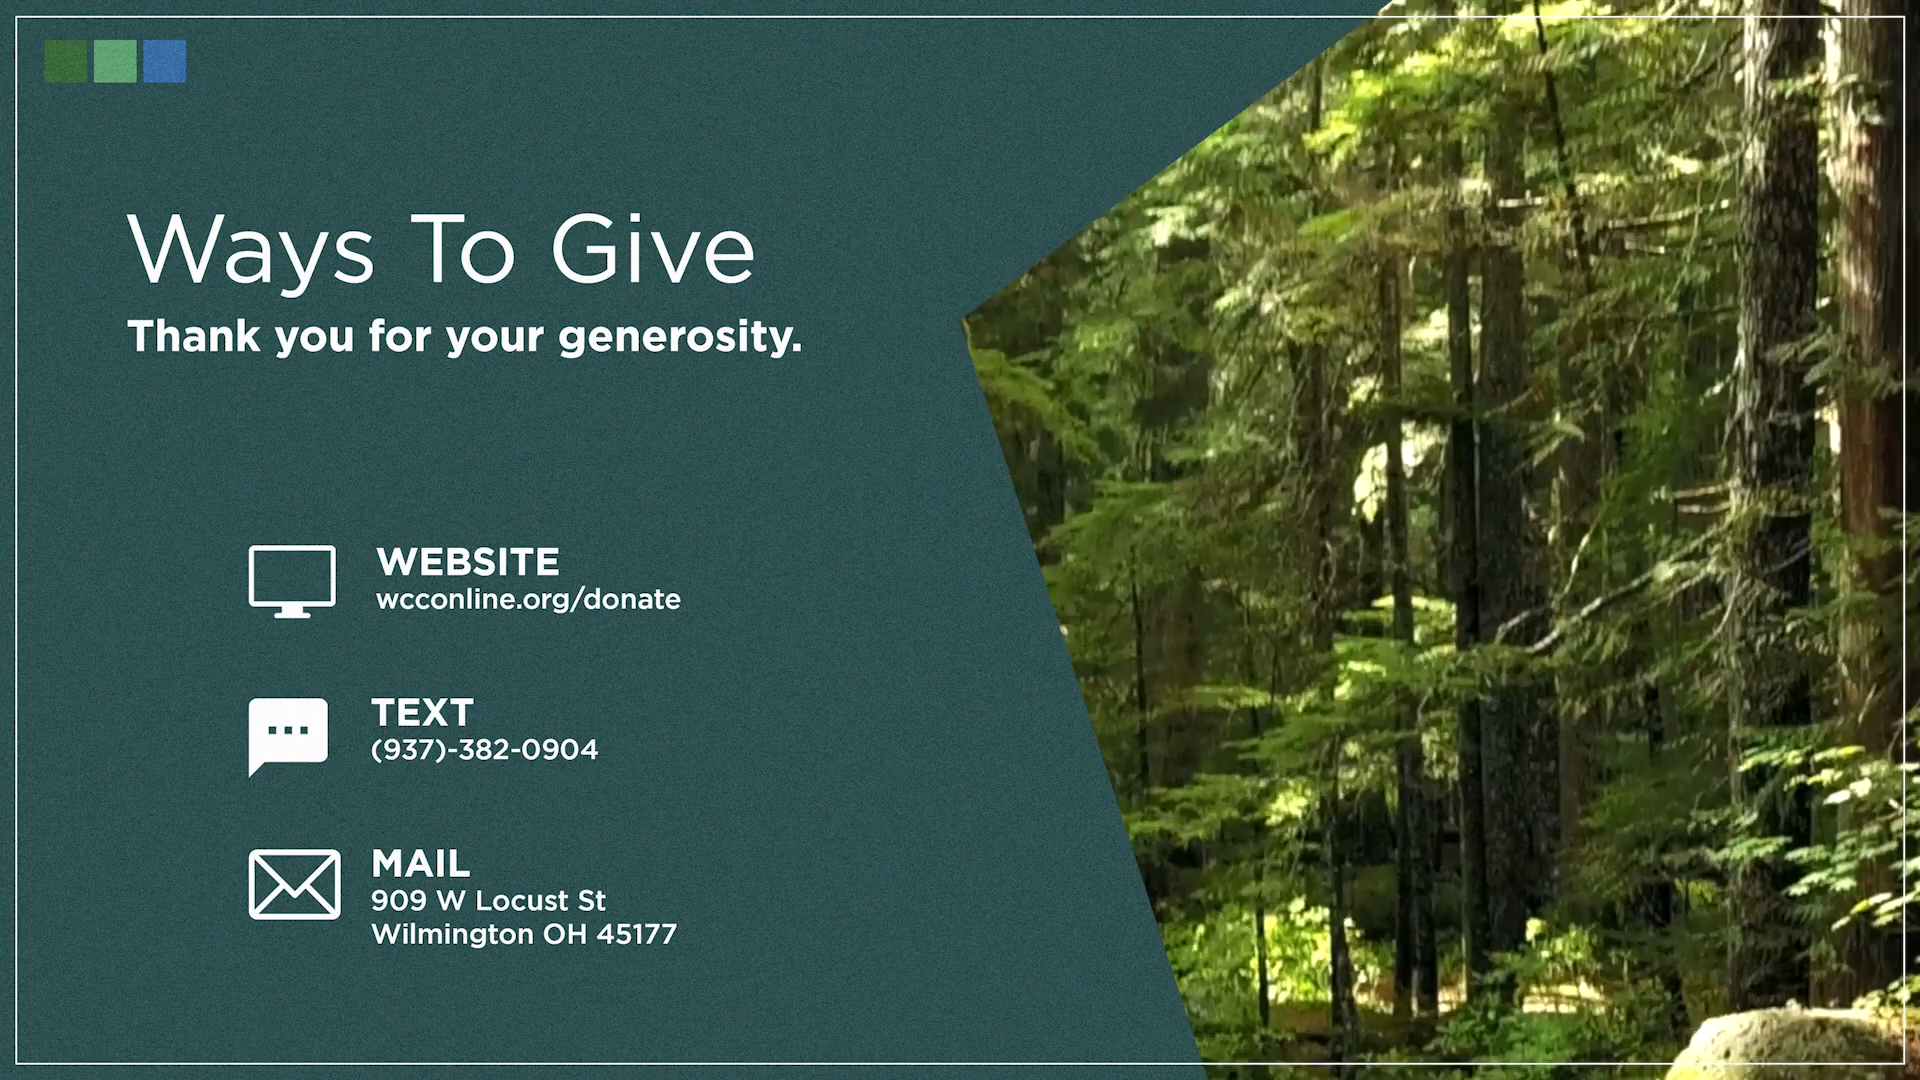 Ways To Give
Thank you for your generosity.
WEBSITE
wcconline.org/donate
TEXT
(937)-382-0904
MAIL
909 W Locust St
Wilmington OH 45177